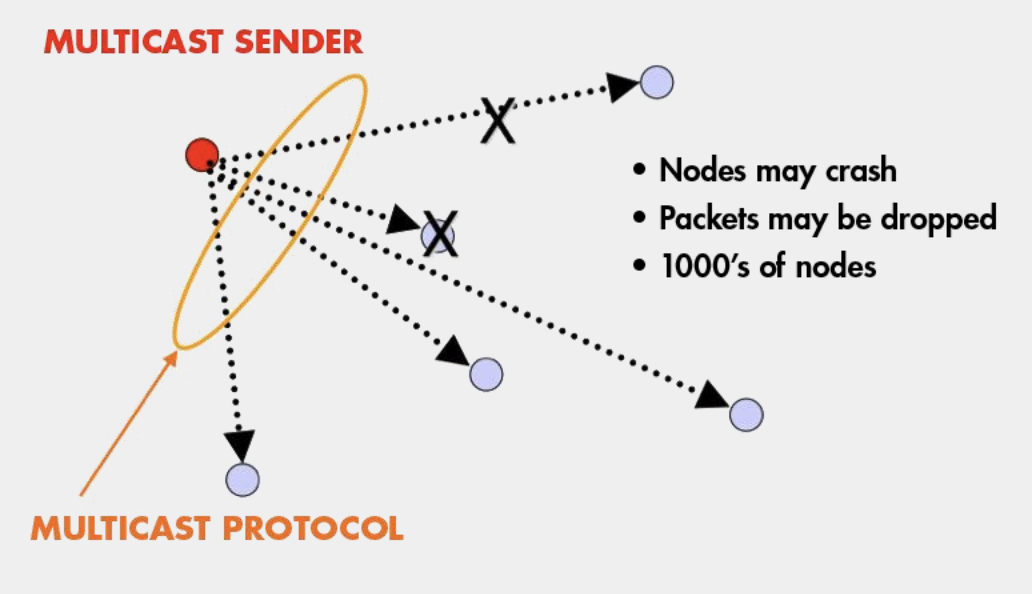 MULTICAST SENDER
X
X
• Nodes may crash
• Packets may be dropped
• 1000's of nodes
MULTICAST PROTOCOL